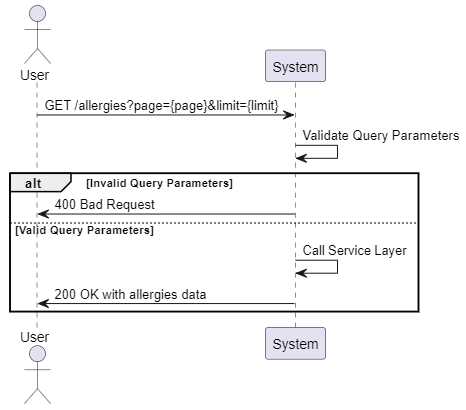 User
System
GET /allergies?page={page}&limit={limit}
Validate Query Parameters
alt [Invalid Query Parameters]
400 Bad Request
[Valid Query Parameters]
Call Service Layer
200 OK with allergies data
User
System